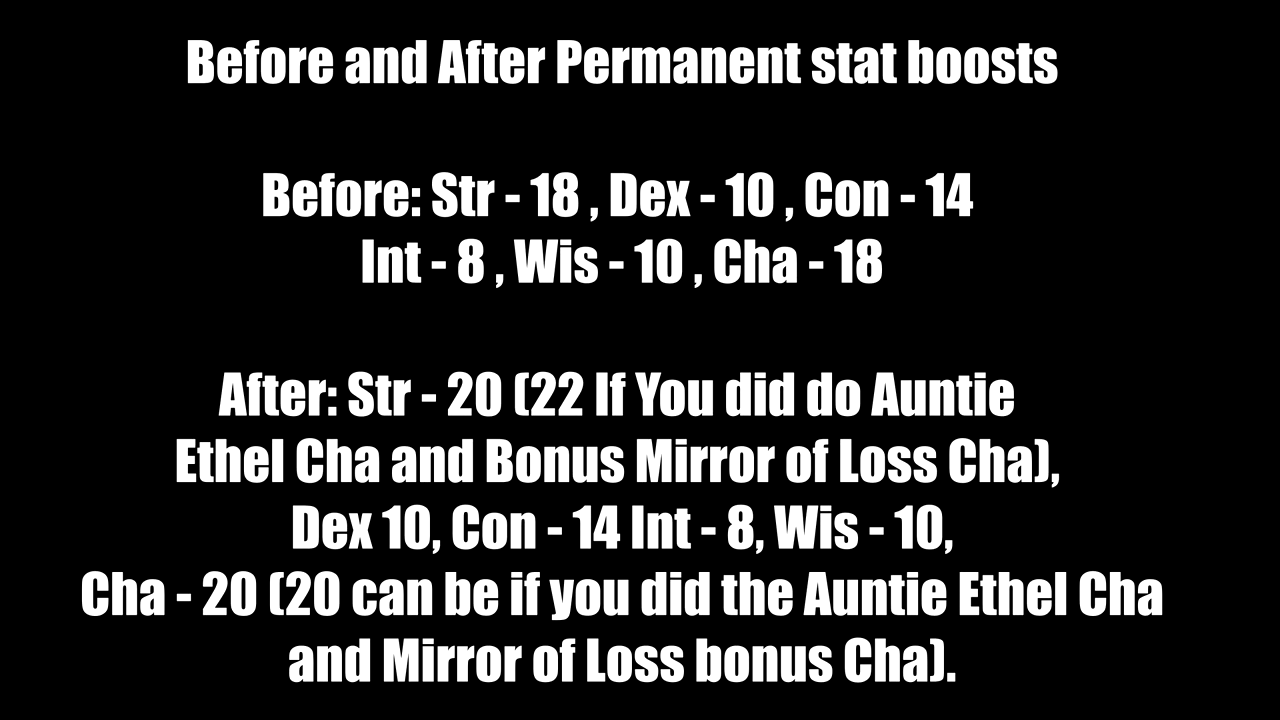 Before and After Permanent stat boosts
Before: Str - 18 , Dex - 10 , Con - 14
Int - 8 , Wis - 10 , Cha - 18
After: Str - 20 (22 If You did do Auntie
Ethel Cha and Bonus Mirror of Loss Cha),
Dex 10, Con - 14 Int - 8, Wis - 10,
Cha - 20 (20 can be if you did the Auntie Ethel Cha
and Mirror of Loss bonus Cha).